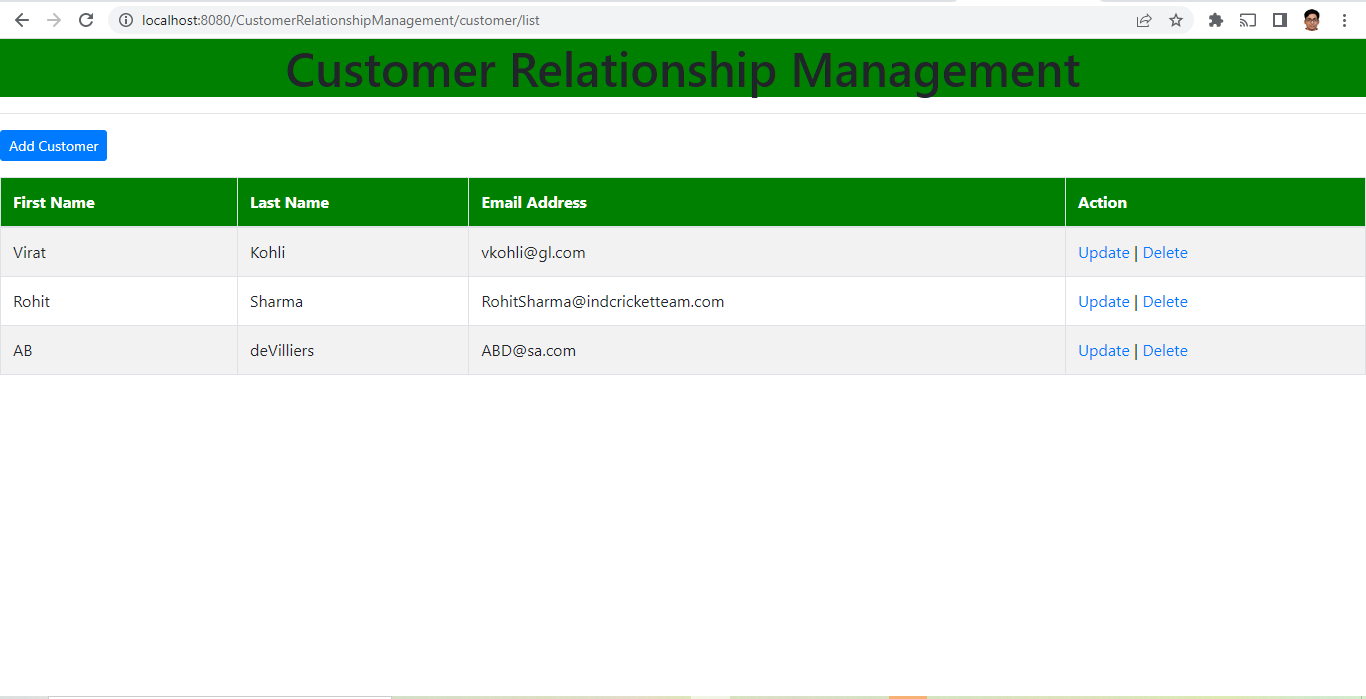 localhost:8080/CustomerRelationshipManagement/customer/list
Customer Relationship Management
Add Customer
First Name Last Name Email Address Action
Virat Kohli vkohli@gl.com Update | Delete
Rohit Sharma RohitSharma@indcricketteam.com Update | Delete
AB deVilliers ABD@sa.com Update | Delete